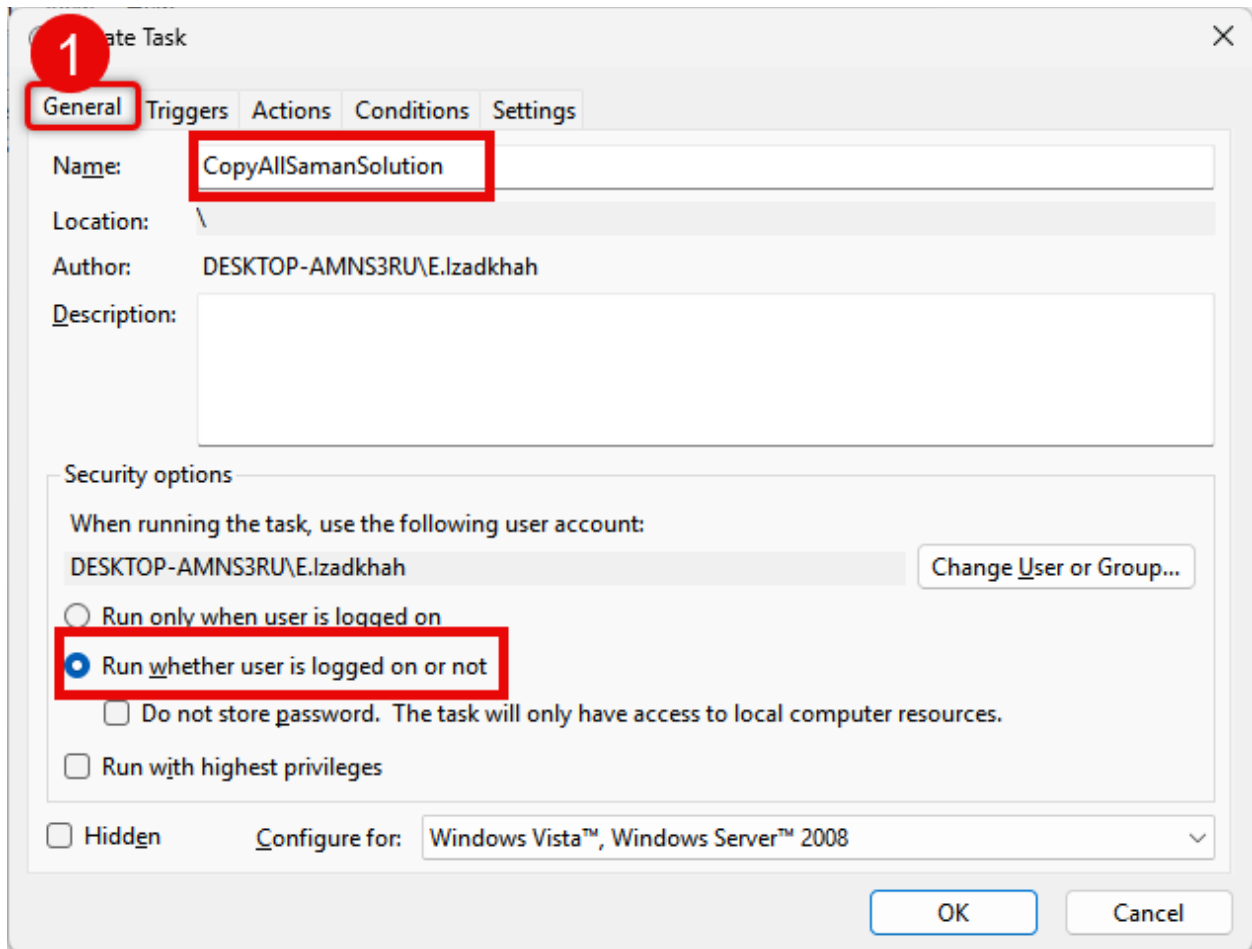 1
ate Task
General Triggers Actions Conditions Settings
Name: CopyAllSamanSolution
Location: \
Author: DESKTOP-AMNS3RU\E.Izadkhah
Description:
Security options
When running the task, use the following user account:
DESKTOP-AMNS3RU\E.Izadkhah Change User or Group...
Run only when user is logged on
Run whether user is logged on or not
Do not store password. The task will only have access to local computer resources.
Run with highest privileges
Hidden Configure for: Windows Vista™, Windows Server™ 2008
OK Cancel